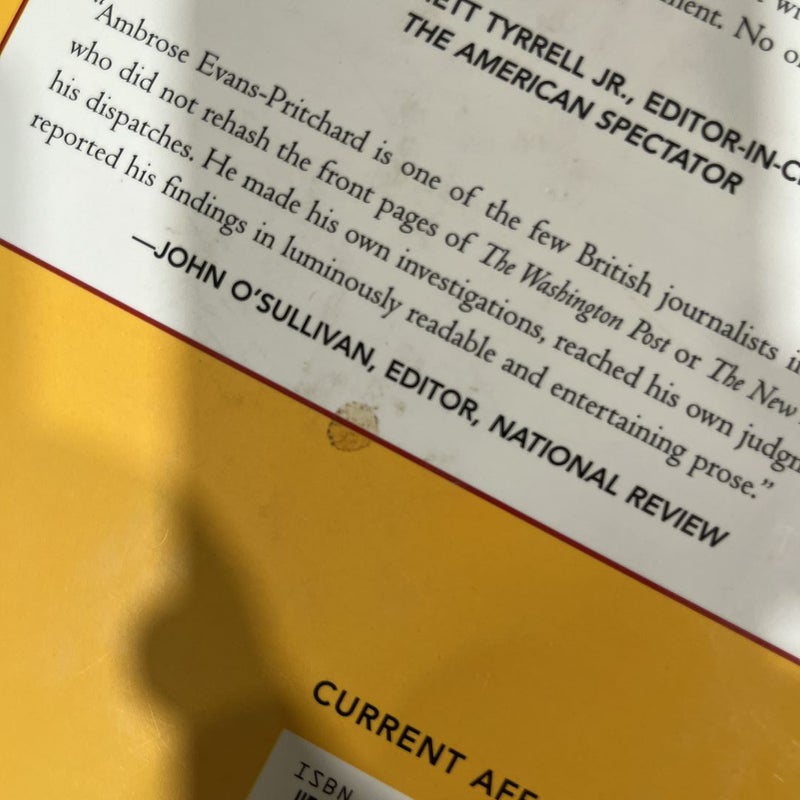 ment. No
ETT TYRRELL JR., EDITOR-IN-C
THE AMERICAN SPECTATOR
"Ambrose Evans-Pritchard is one of the few British journalists i
who did not rehash the front pages of The Washington Post or The New
his dispatches. He made his own investigations, reached his own judgm
reported his findings in luminously readable and entertaining prose."
—JOHN O'SULLIVAN, EDITOR, NATIONAL REVIEW
CURRENT AFF
ISBN